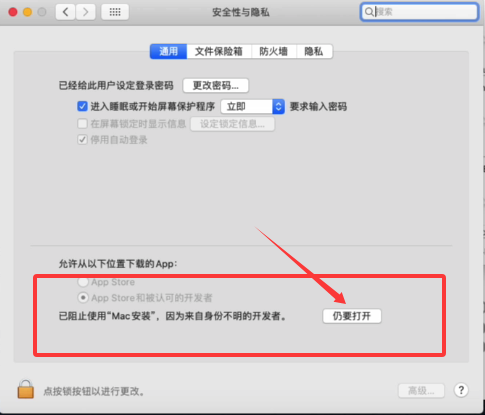 安全性与隐私
搜索
通用 文件保险箱 防火墙 隐私
已经给此用户设定登录密码 更改密码...
进入睡眠或开始屏幕保护程序 立即 要求输入密码
在屏幕锁定时显示信息 设定锁定信息...
停用自动登录
允许从以下位置下载的App：
App Store
App Store和被认可的开发者
已阻止使用“Mac安装”，因为来自身份不明的开发者。 仍要打开
点按锁按钮以进行更改。
高级... ?